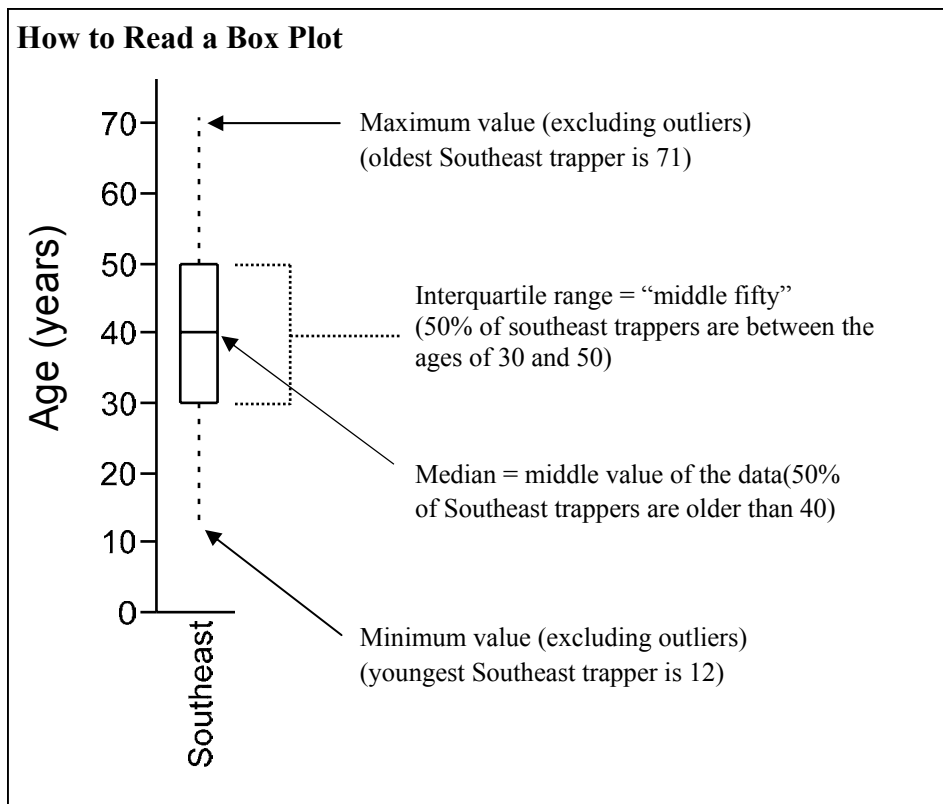 How to Read a Box Plot
70
60
50
40
30
20
10
0
Age (years)
Southeast
Maximum value (excluding outliers)
(oldest Southeast trapper is 71)
Interquartile range = “middle fifty”
(50% of southeast trappers are between the
ages of 30 and 50)
Median = middle value of the data(50%
of Southeast trappers are older than 40)
Minimum value (excluding outliers)
(youngest Southeast trapper is 12)